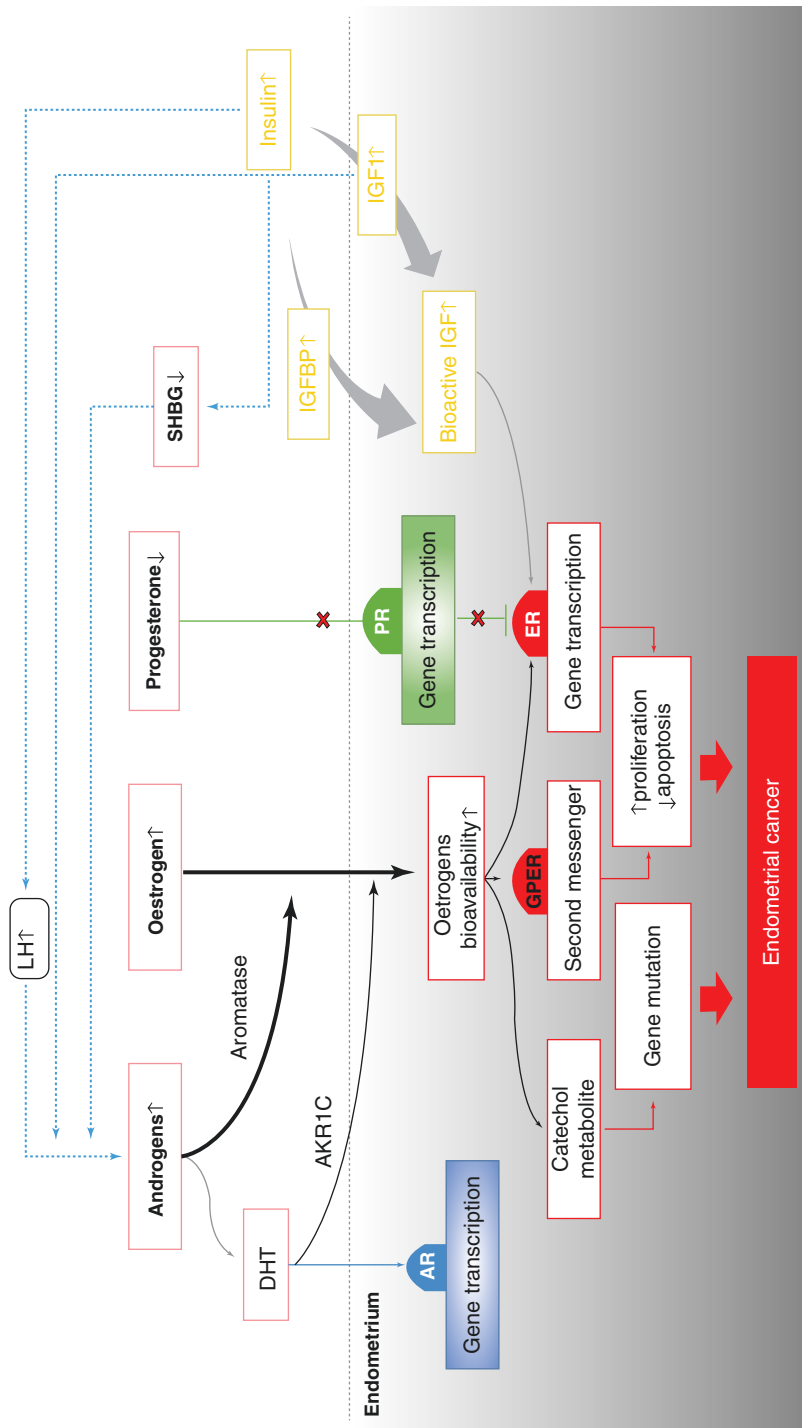 LH↑
Androgens↑
Oestrogen↑
Progesterone↓
SHBG↓
Insulin↑
Aromatase
DHT
AKR1C
IGFBP↑
IGF1↑
Endometrium
AR
Gene transcription
Oetrogens
bioavailability↑
PR
Gene transcription
Bioactive IGF↑
Catechol
metabolite
GPER
Second messenger
ER
Gene transcription
Gene mutation
↑proliferation
↓apoptosis
Endometrial cancer